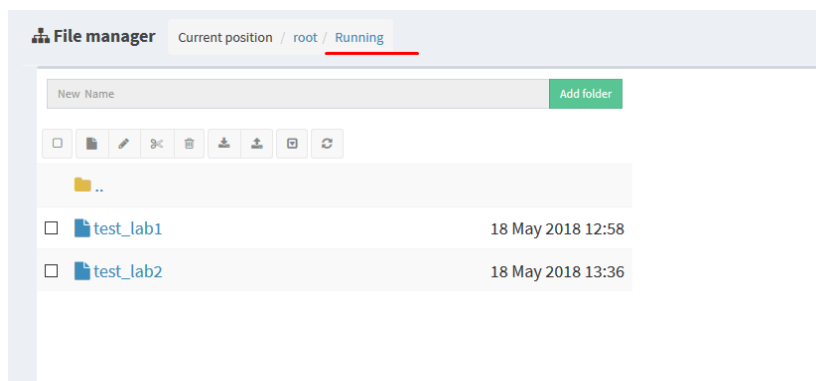 File manager Current position / root / Running
New Name Add folder
..
test_lab1 18 May 2018 12:58
test_lab2 18 May 2018 13:36